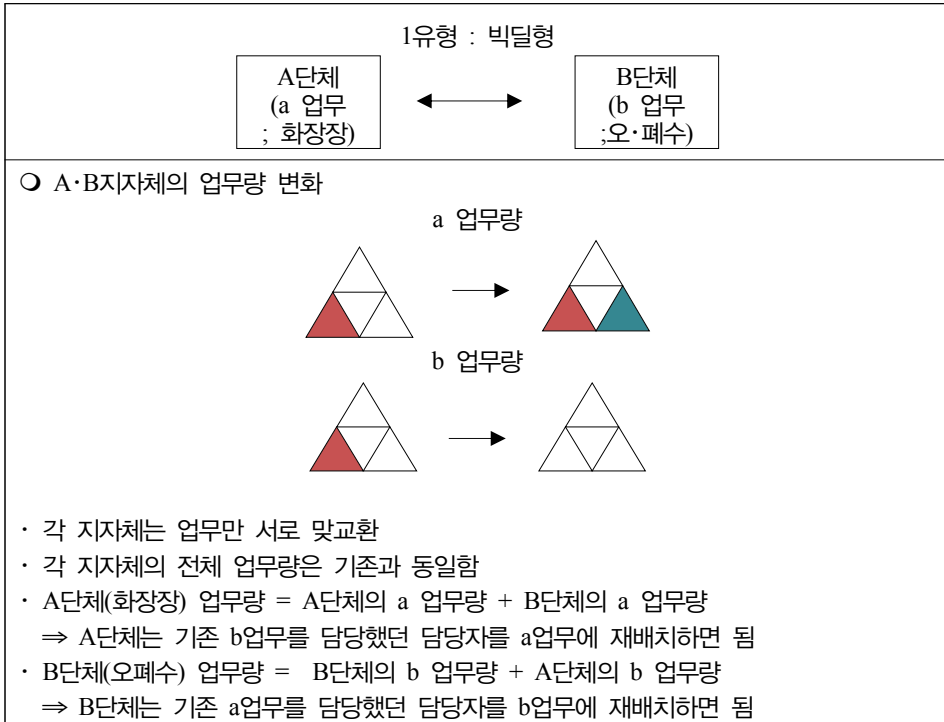 1유형 : 빅딜형
A단체
(a 업무
; 화장장)
B단체
(b 업무
;오·폐수)
❍ A·B지자체의 업무량 변화
a 업무량
b 업무량
· 각 지자체는 업무만 서로 맞교환
· 각 지자체의 전체 업무량은 기존과 동일함
· A단체(화장장) 업무량 = A단체의 a 업무량 + B단체의 a 업무량
⇒ A단체는 기존 b업무를 담당했던 담당자를 a업무에 재배치하면 됨
· B단체(오폐수) 업무량 = B단체의 b 업무량 + A단체의 b 업무량
⇒ B단체는 기존 a업무를 담당했던 담당자를 b업무에 재배치하면 됨